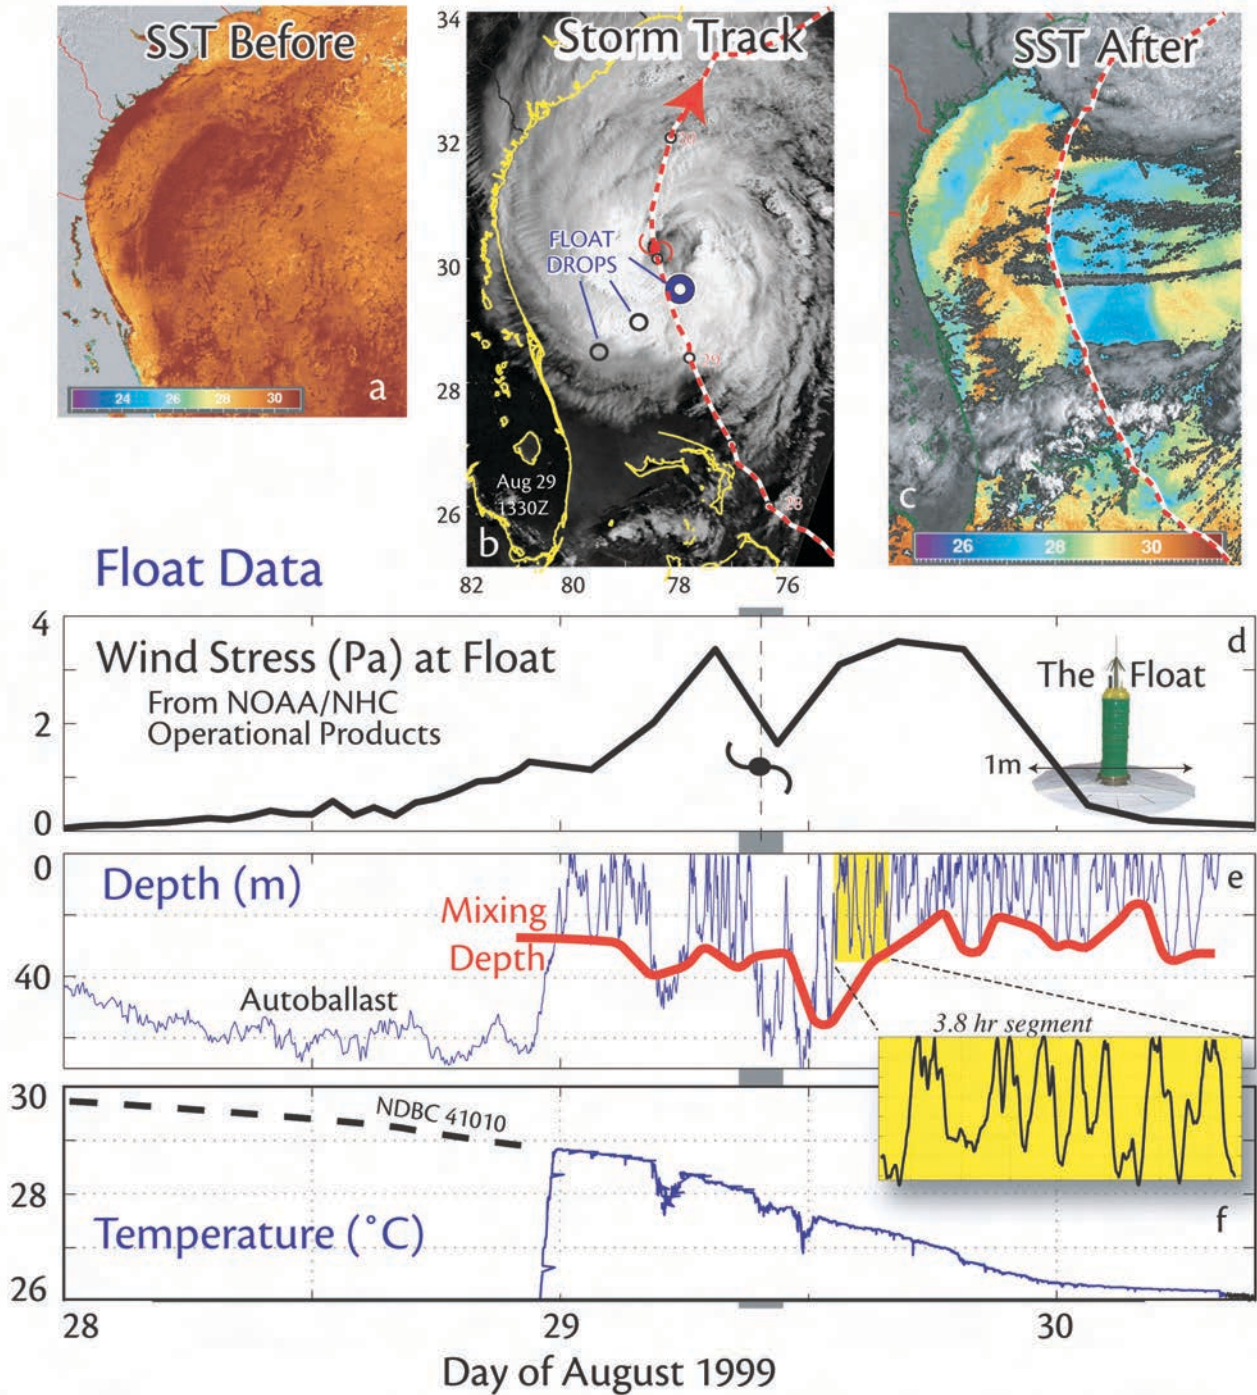 SST Before
24
26
28
30
a
34
32
30
28
26
Storm Track
30
FLOAT
DROPS
29
28
Aug 29
1330Z
b
82
80
78
76
SST After
c
26
28
30
Float Data
4
2
0
Wind Stress (Pa) at Float
From NOAA/NHC
Operational Products
d
The Float
1m
0
40
Depth (m)
Mixing
Depth
Autoballast
e
3.8 hr segment
30
28
26
NDBC 41010
Temperature (°C)
f
28
29
30
Day of August 1999